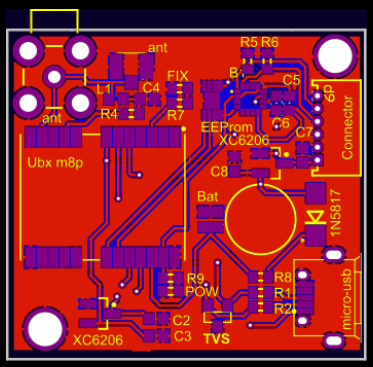 ant
R5 R6
6P
L1
C4
FIX
B
C5
R4
R7
C6
ant
EEProm
XC6206
C7
Connector
Ubx m8p
C8
Bat
1N5817
R9
POW
R8
R1
R2
micro-usb
C2
C3
XC6206
TVS